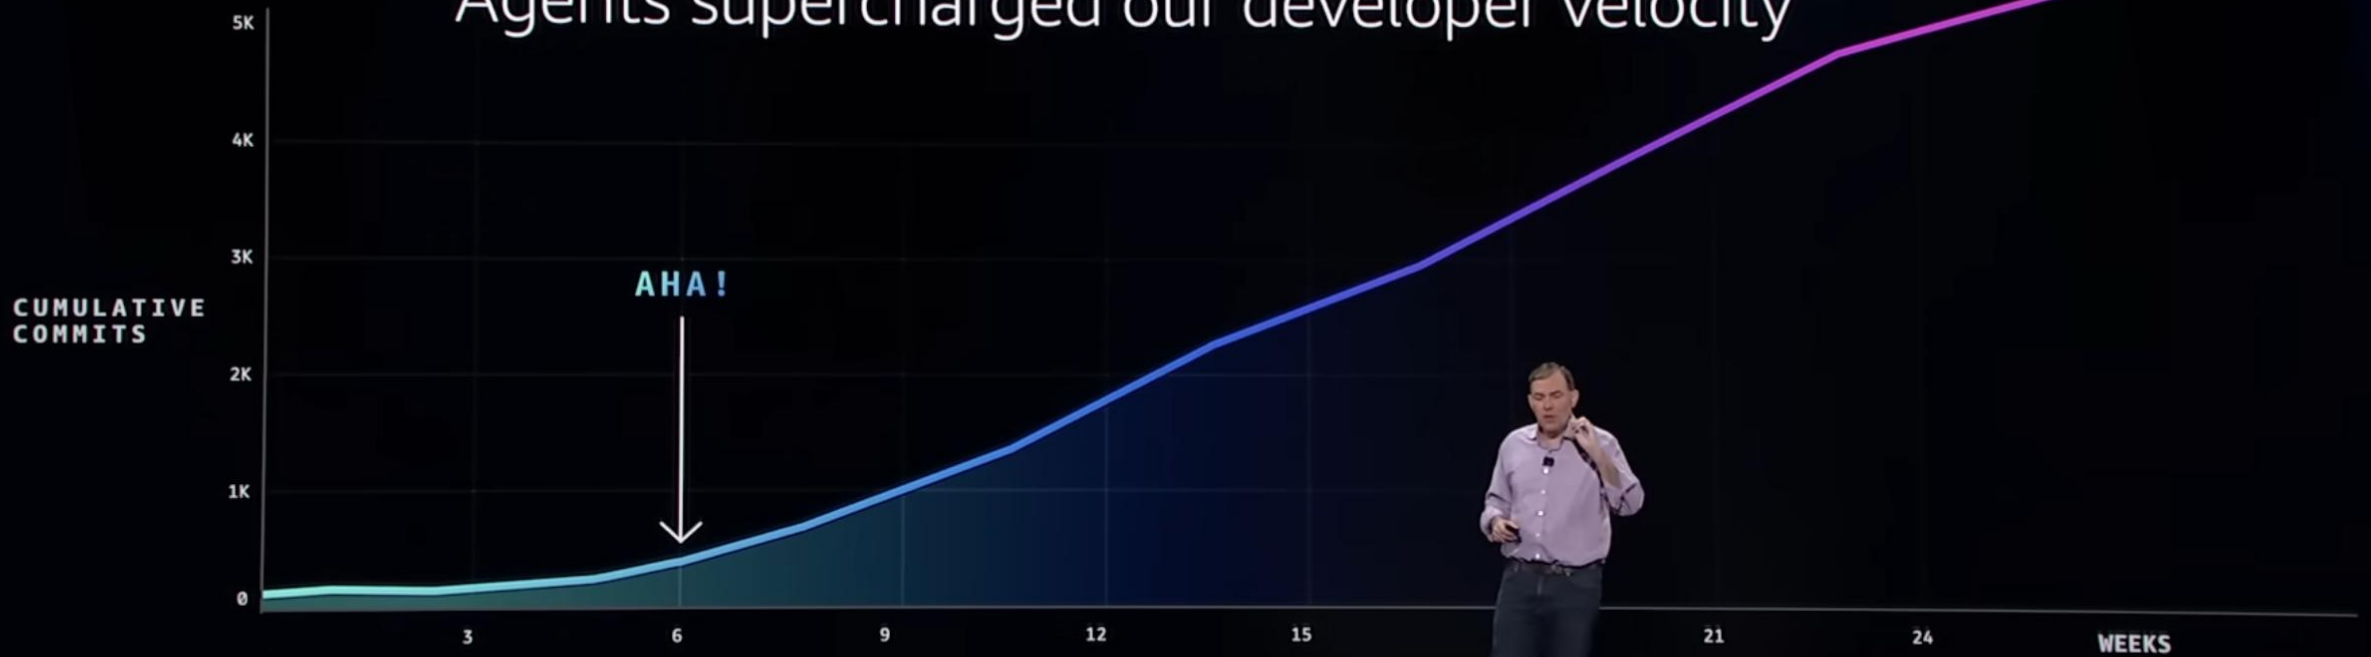 Agents supercharged our developer velocity
5K
4K
3K
2K
1K
0
CUMULATIVE
COMMITS
AHA!
3
6
9
12
15
21
24
WEEKS